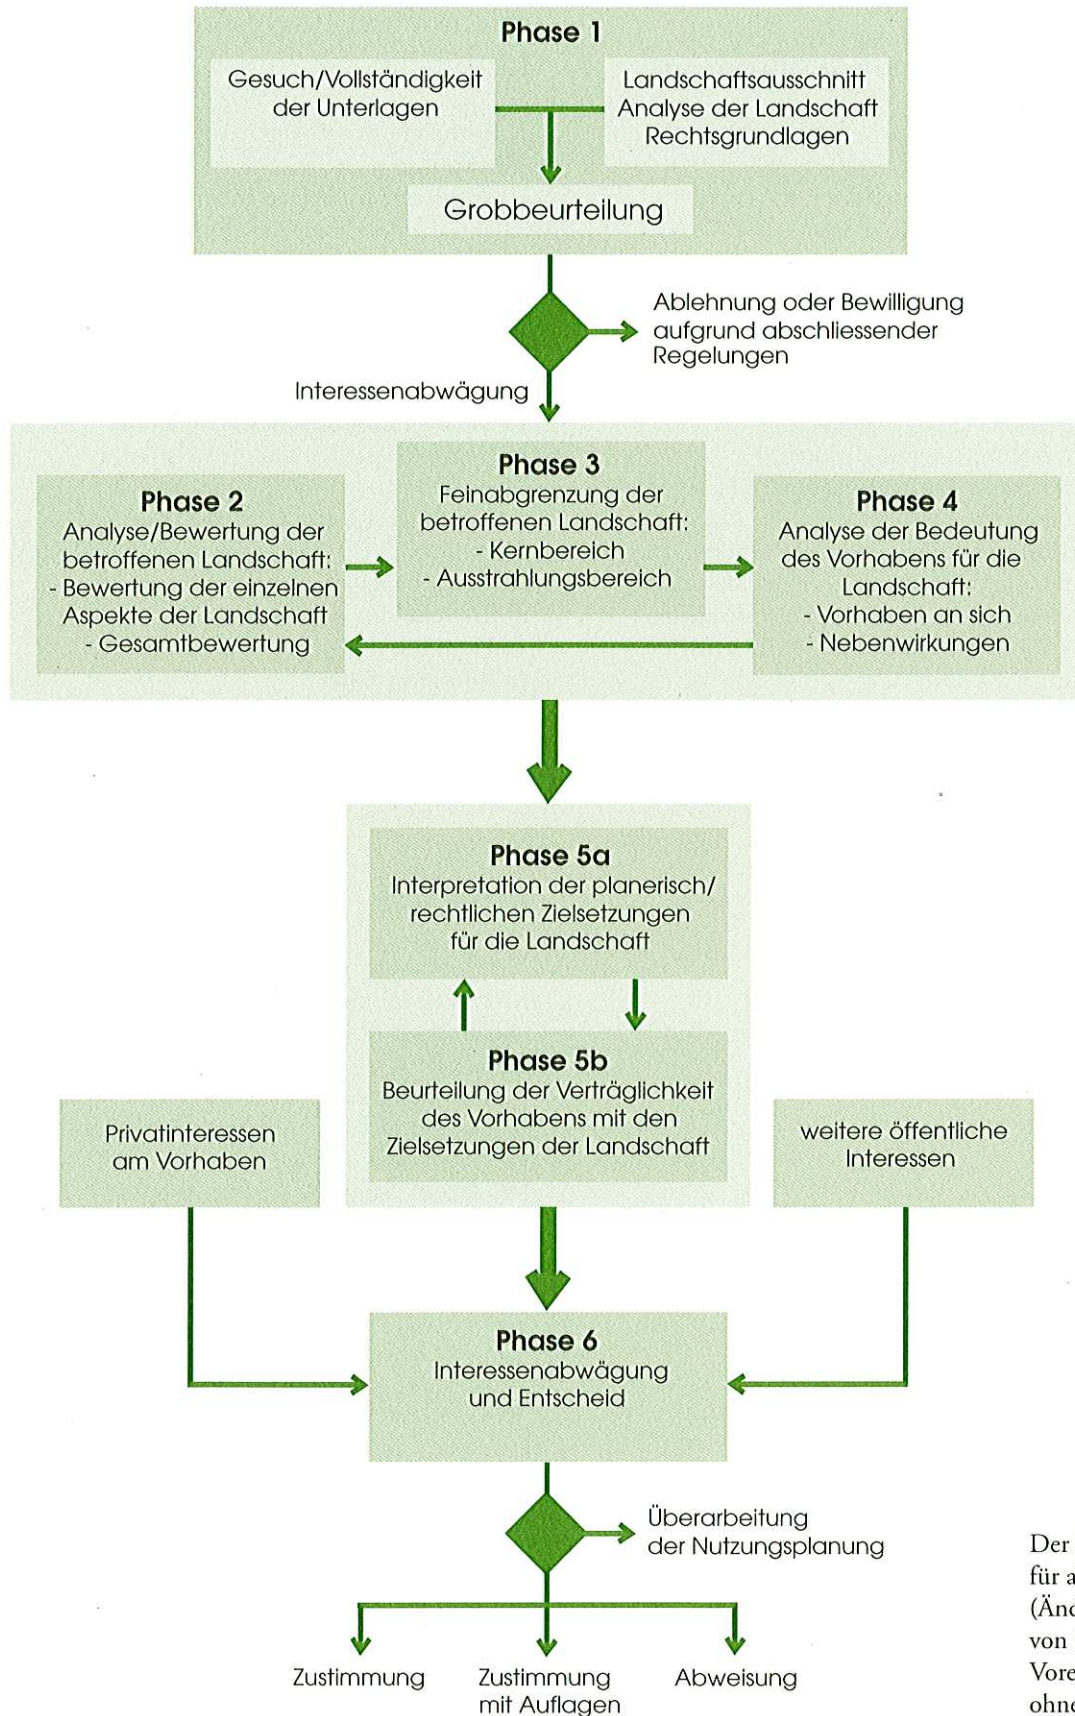 Phase 1
Gesuch/Vollständigkeit
der Unterlagen
Landschaftsausschnitt
Analyse der Landschaft
Rechtsgrundlagen
Grobbeurteilung
Ablehnung oder Bewilligung
aufgrund abschliessender
Regelungen
Interessenabwägung
Phase 2
Analyse/Bewertung der
betroffenen Landschaft:
- Bewertung der einzelnen
Aspekte der Landschaft
- Gesamtbewertung
Phase 3
Feinabgrenzung der
betroffenen Landschaft:
- Kernbereich
- Ausstrahlungsbereich
Phase 4
Analyse der Bedeutung
des Vorhabens für die
Landschaft:
- Vorhaben an sich
- Nebenwirkungen
Phase 5a
Interpretation der planerisch/
rechtlichen Zielsetzungen
für die Landschaft
Phase 5b
Beurteilung der Verträglichkeit
des Vorhabens mit den
Zielsetzungen der Landschaft
Privatinteressen
am Vorhaben
weitere öffentliche
Interessen
Phase 6
Interessenabwägung
und Entscheid
Überarbeitung
der Nutzungsplanung
Zustimmung
Zustimmung
mit Auflagen
Abweisung
Der
für
von
ohne